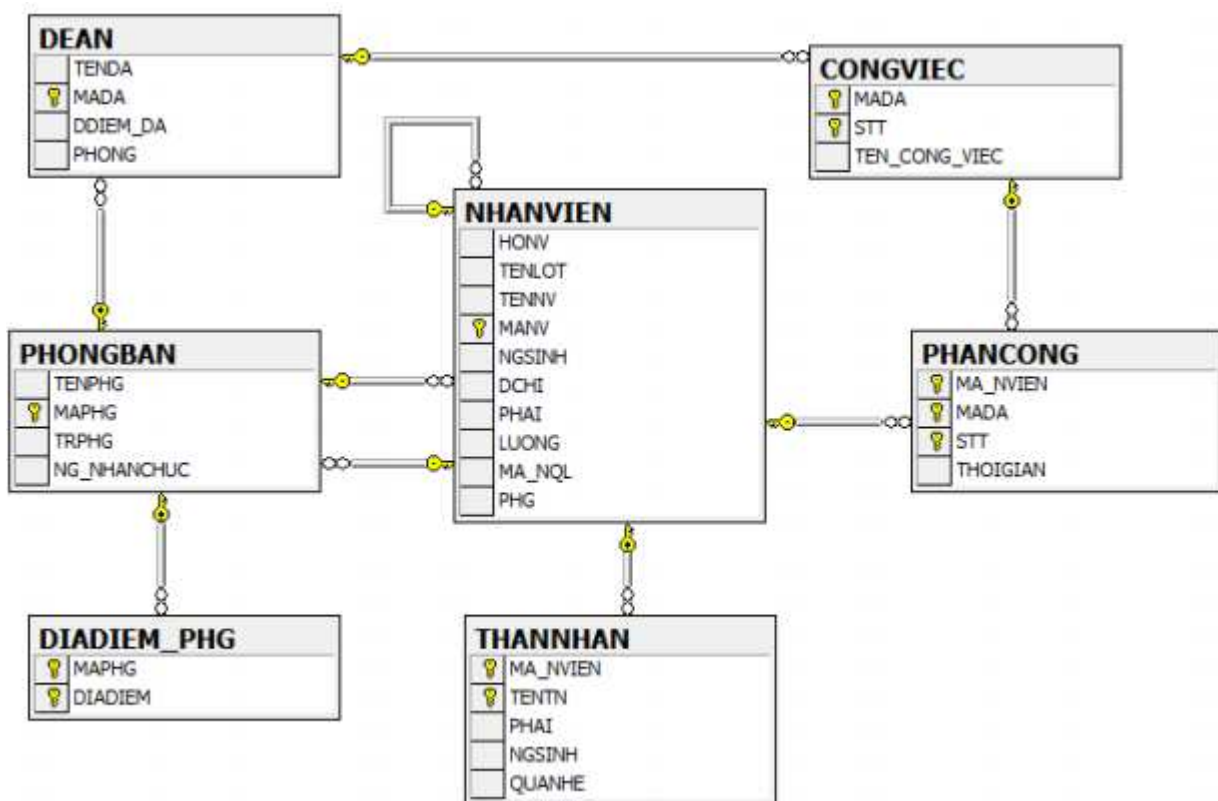 DEAN
TENDA
MADA
DDIEM_DA
PHONG
CONGVIEC
MADA
STT
TEN_CONG_VIEC
NHANVIEN
HONV
TENLOT
TENNV
MANV
NGSINH
DCHI
PHAI
LUONG
MA_NQL
PHG
PHONGBAN
TENPHG
MAPHG
TRPHG
NG_NHANCHUC
PHANCONG
MA_NVIEN
MADA
STT
THOIGIAN
DIADIEM_PHG
MAPHG
DIADIEM
THANNHAN
MA_NVIEN
TENTN
PHAI
NGSINH
QUANHE